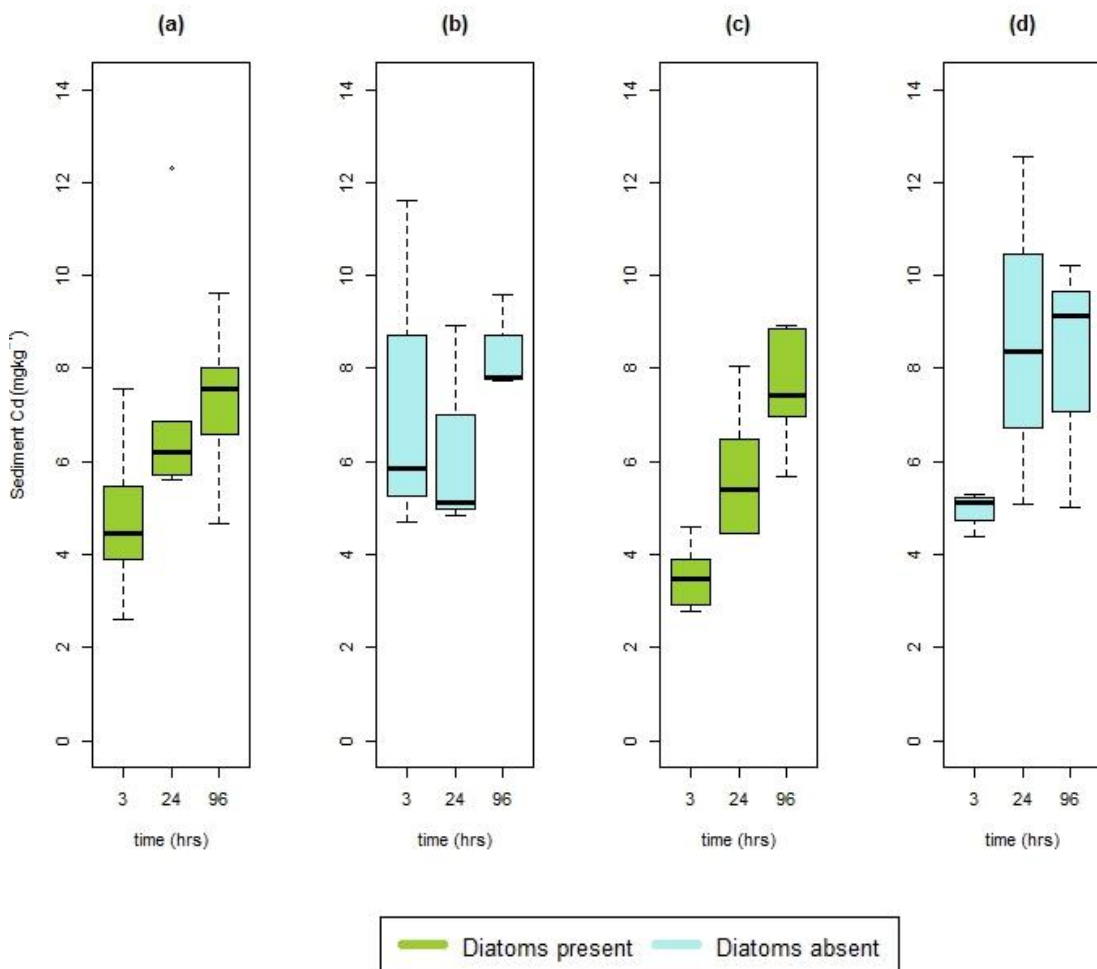 (a) (b) (c) (d)
Sediment Cd (mgkg⁻¹)
14 14 14 14
12 12 12 12
10 10 10 10
8 8 8 8
6 6 6 6
4 4 4 4
2 2 2 2
0 0 0 0
3 24 96 3 24 96 3 24 96 3 24 96
time (hrs) time (hrs) time (hrs) time (hrs)
Diatoms present Diatoms absent